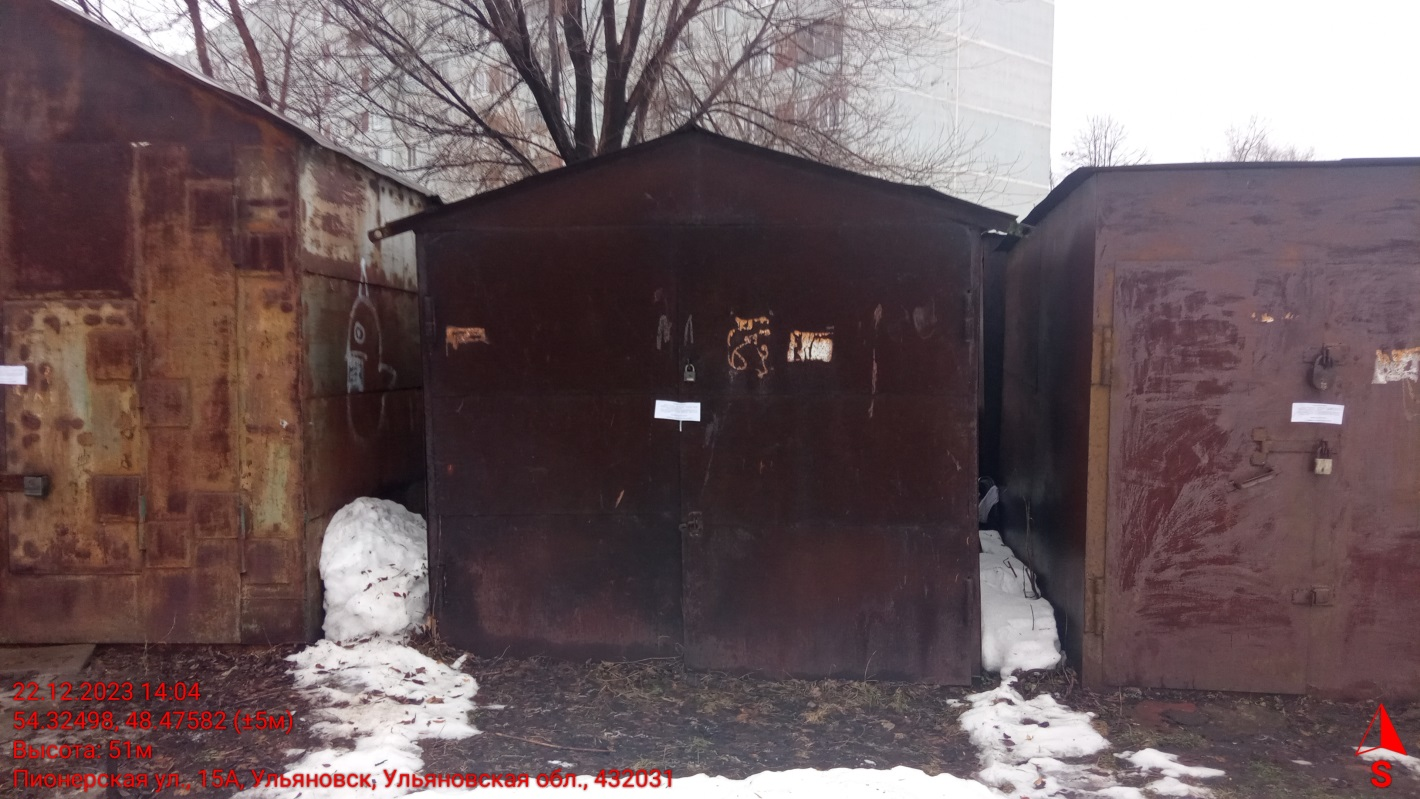 22.12.2023 14:04
54.32498, 48.47582 (±5м)
Высота: 51м
Пионерская ул., 15А, Ульяновск, Ульяновская обл., 432031
S